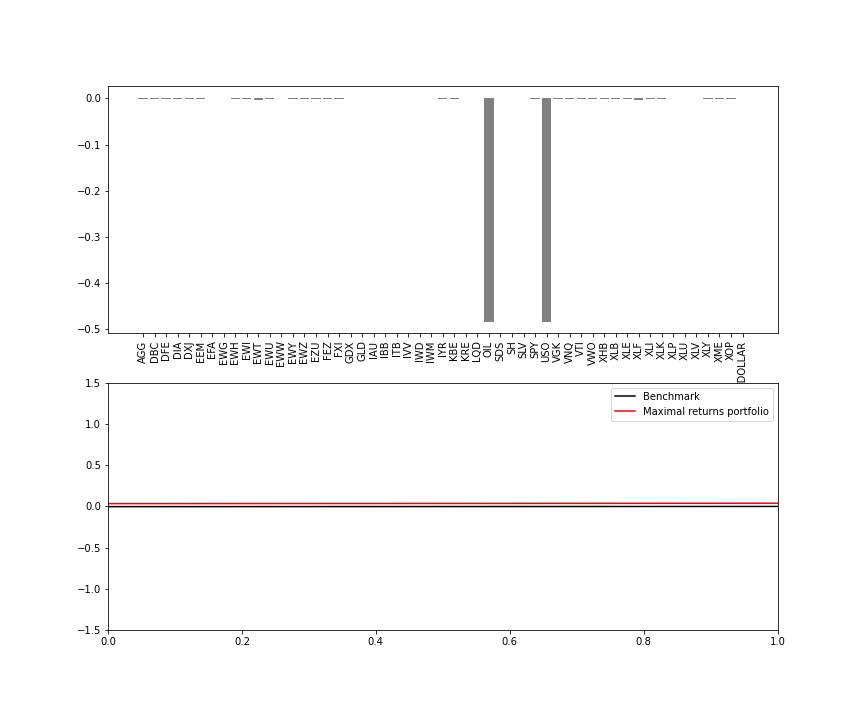 0.0
−0.1
−0.2
−0.3
−0.4
−0.5
AGG
DBC
DFE
DIA
DXJ
EEM
EFA
EWG
EWH
EWI
EWT
EWU
EWW
EWY
EWZ
EZU
FEZ
FXI
GDX
GLD
IAU
IBB
ITB
IVV
IWD
IWM
IYR
KBE
KRE
LQD
OIL
SDS
SH
SLV
SPY
USO
VGK
VNQ
VTI
VWO
XHB
XLB
XLE
XLF
XLI
XLK
XLP
XLU
XLV
XLY
XME
XOP
DOLLAR
1.5
1.0
0.5
0.0
−0.5
−1.0
−1.5
Benchmark
Maximal returns portfolio
0.0 0.2 0.4 0.6 0.8 1.0